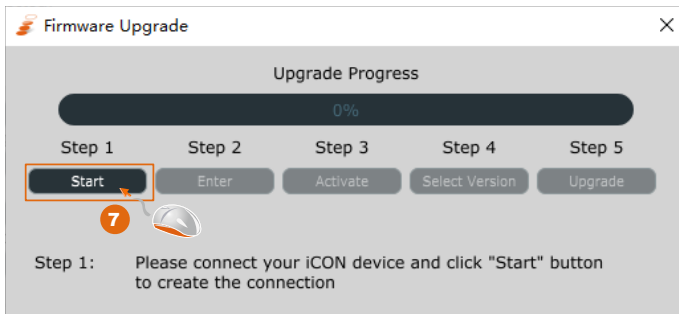 Firmware Upgrade
Upgrade Progress
0%
Step 1 Step 2 Step 3 Step 4 Step 5
Start Enter Activate Select Version Upgrade
7
Step 1: Please connect your iCON device and click "Start" button
to create the connection